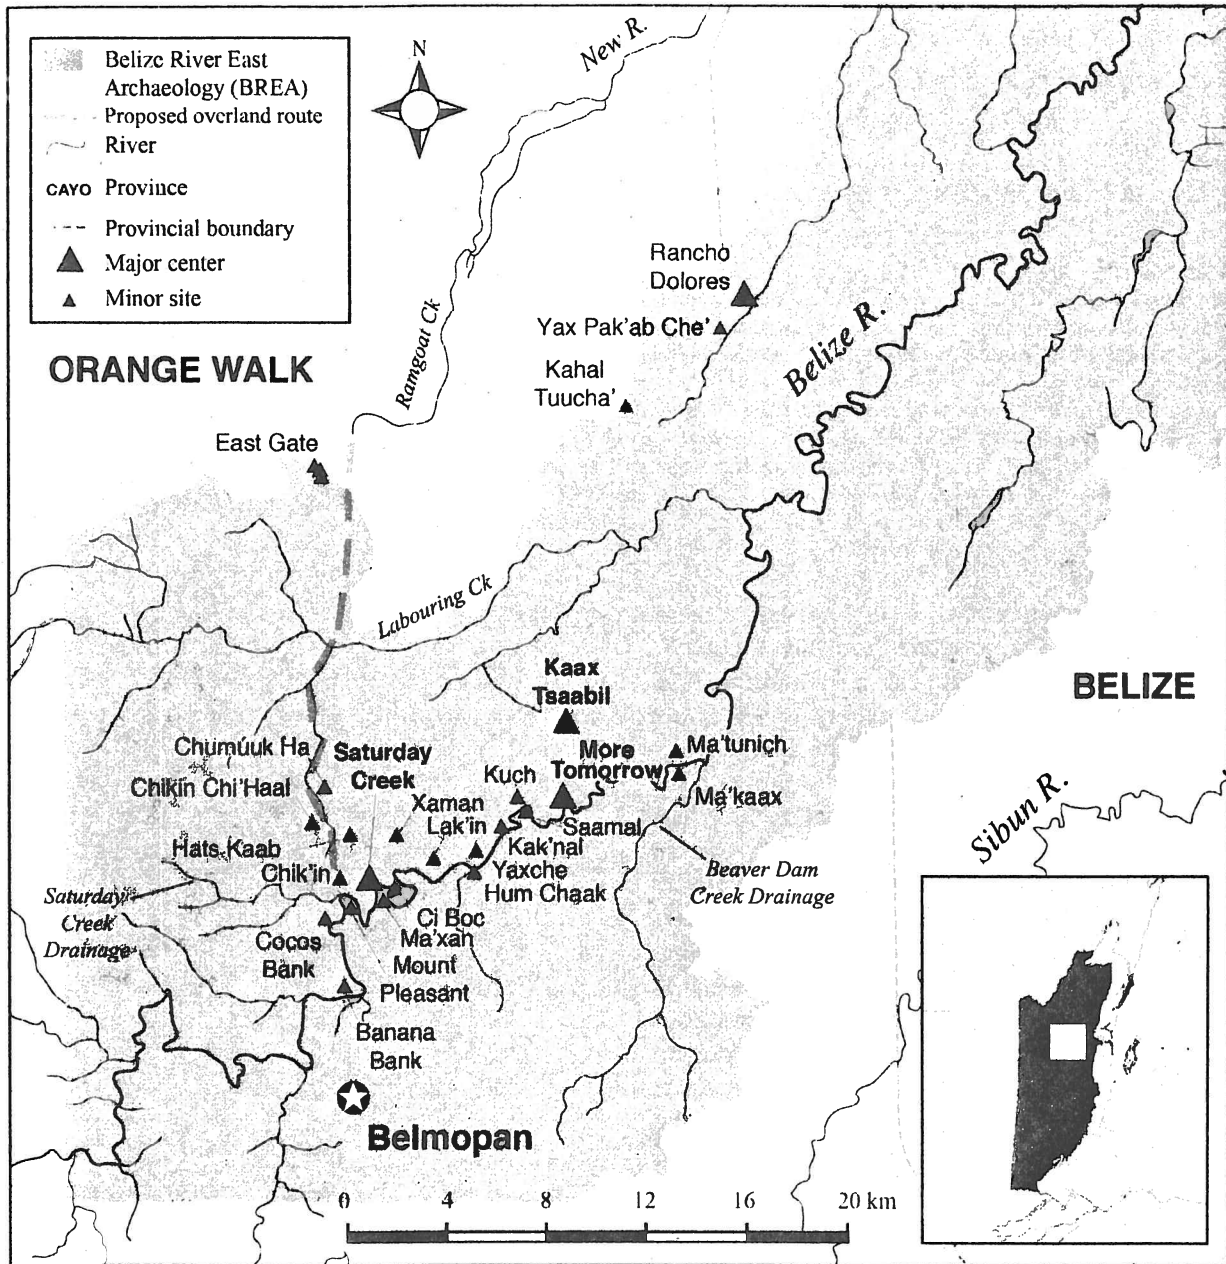 Belize River East
Archaeology (BREA)
Proposed overland route
River
CAYO Province
Provincial boundary
Major center
Minor site
N
New R.
Ramgoat Ck
ORANGE WALK
Rancho
Dolores
Yax Pak'ab Che'
Kahal
Tuucha'
Belize R.
East Gate
Labouring Ck
Kaax
Tsaabil
BELIZE
Chumúuk Ha
Chikin Chi'Haal
Saturday
Creek
More
Tomorrow
Ma'tunich
Kuch
Ma'kaax
Xaman
Lak'in
Saamal
Sibun R.
Hats Kaab
Kak'nal
Chik'in
Yaxche
Hum Chaak
Beaver Dam
Creek Drainage
Saturday
Creek
Drainage
Ci Boc
Ma'xan
Cocos
Bank
Mount
Pleasant
Banana
Bank
Belmopan
0 4 8 12 16 20 km